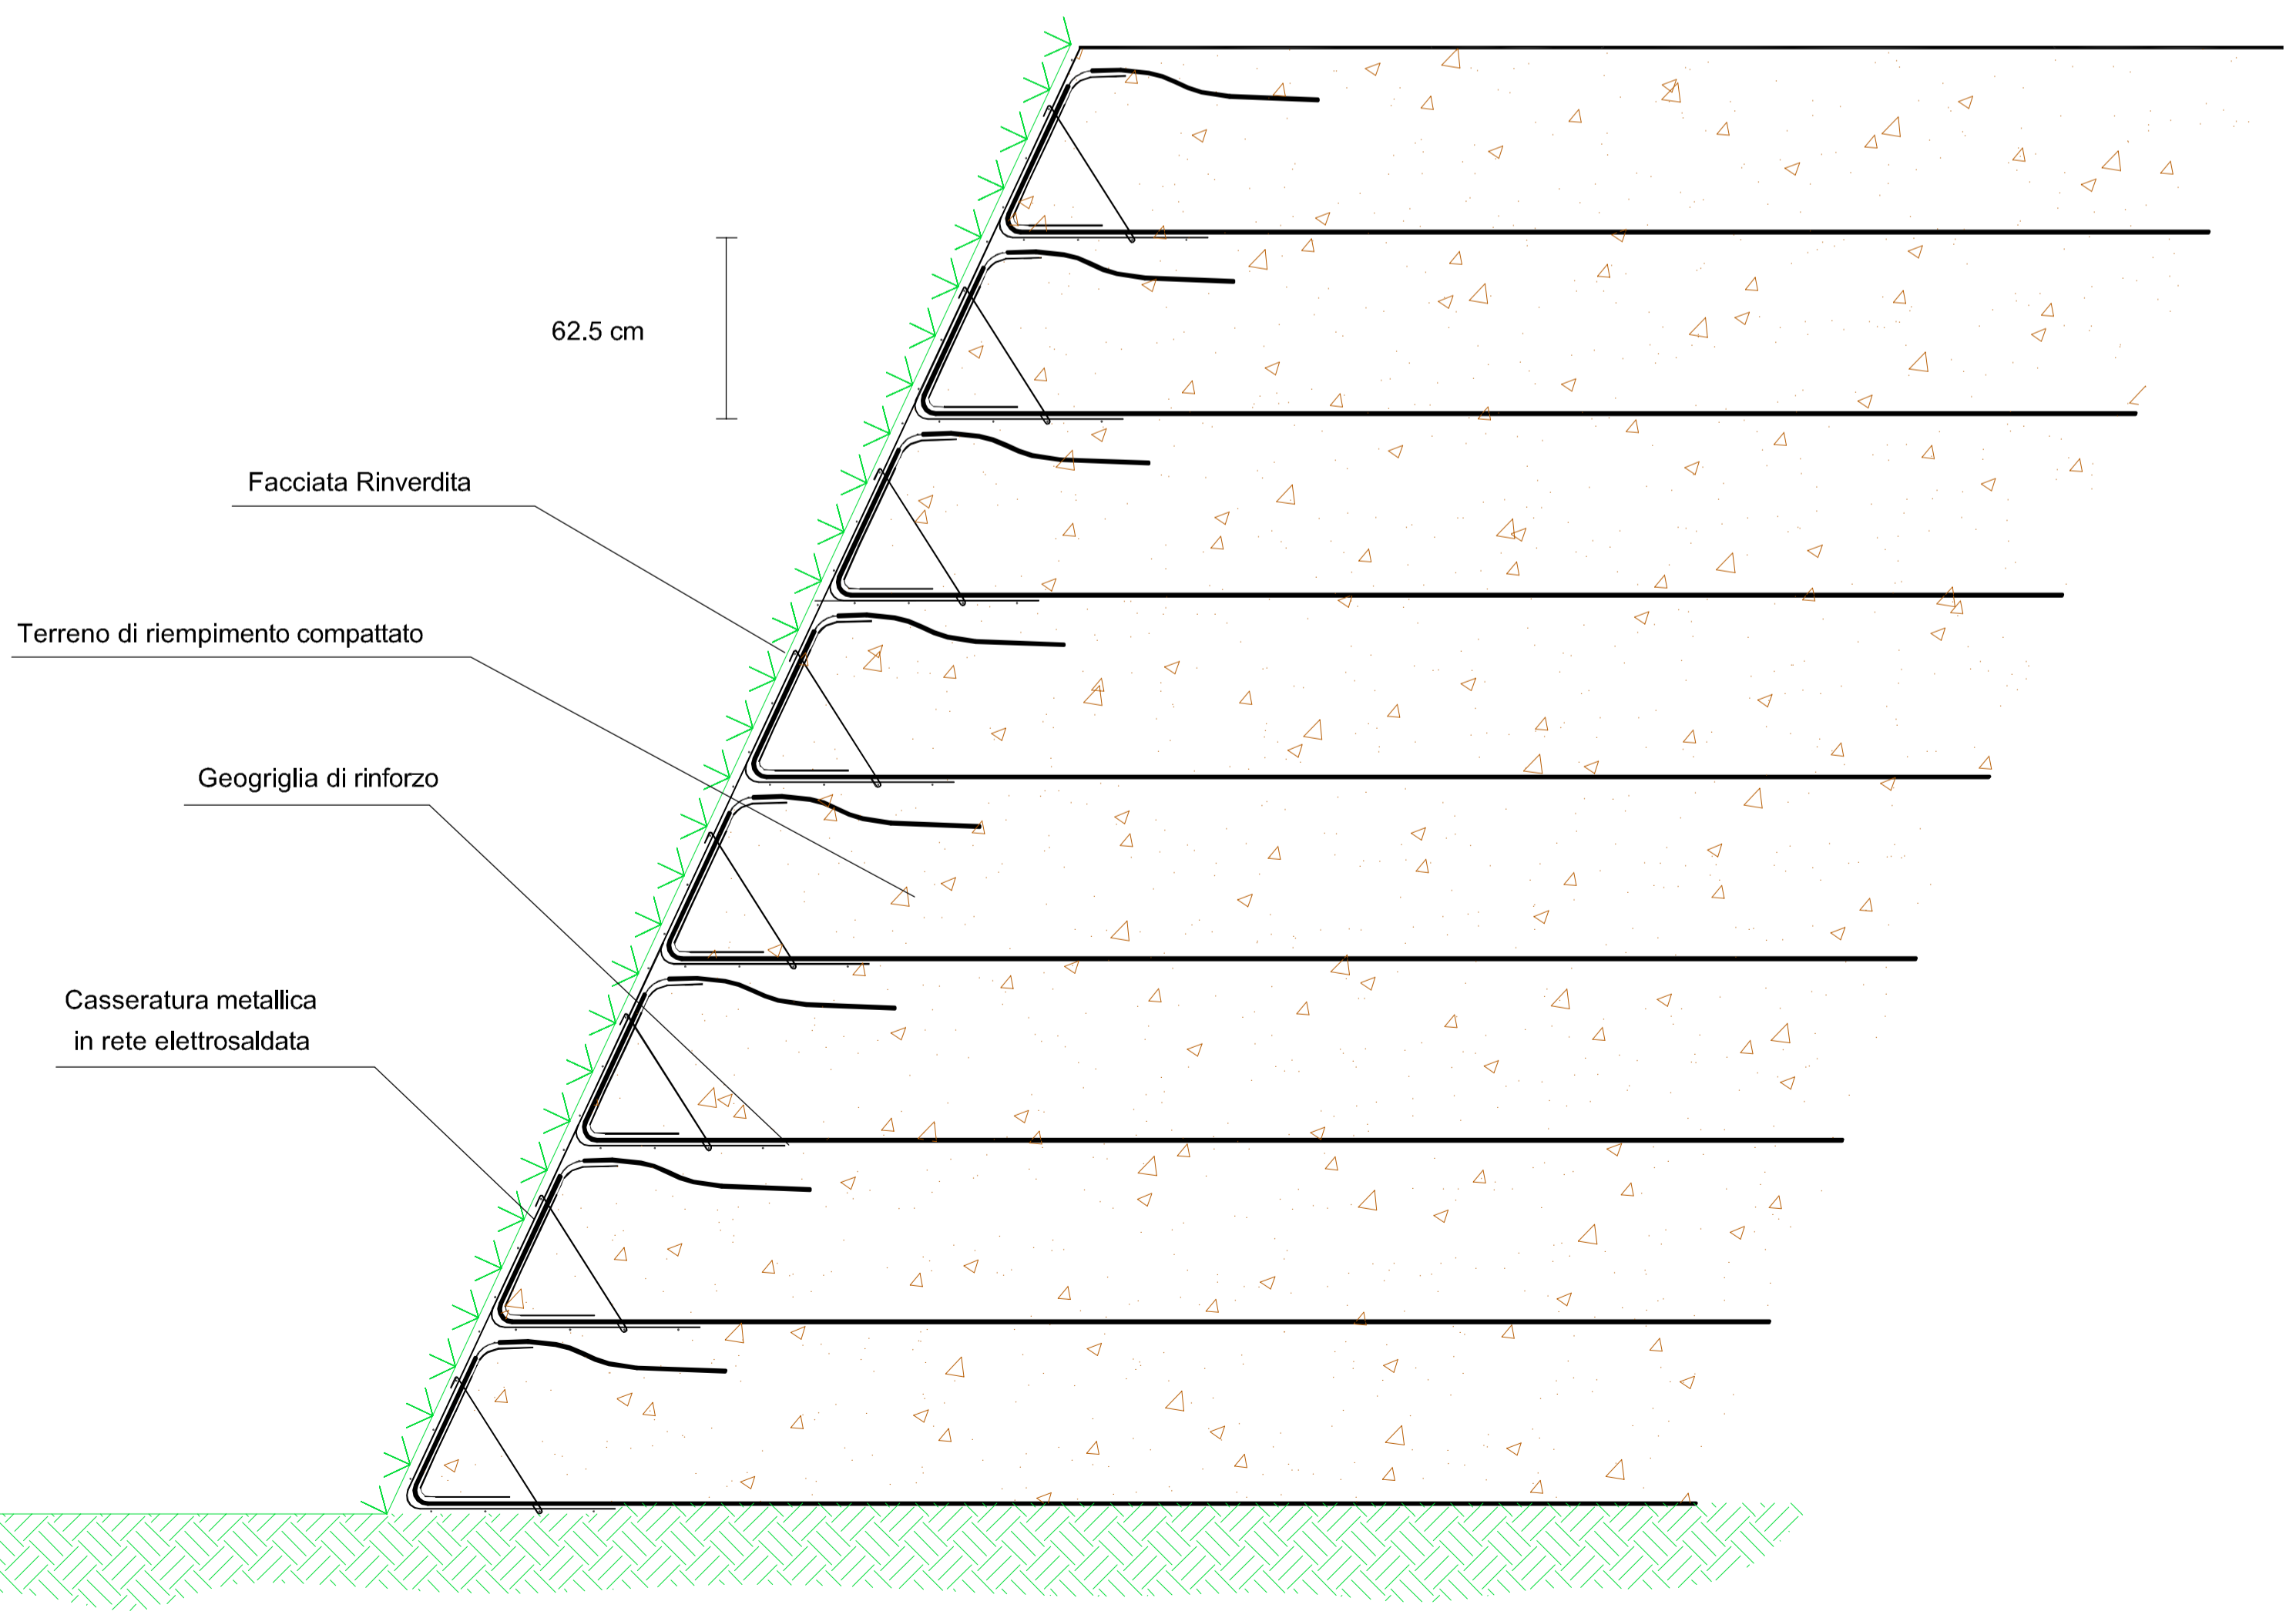 62.5 cm
Facciata Rinverdita
Terreno di riempimento compattato
Geogriglia di rinforzo
Casseratura metallica
in rete elettrosaldata